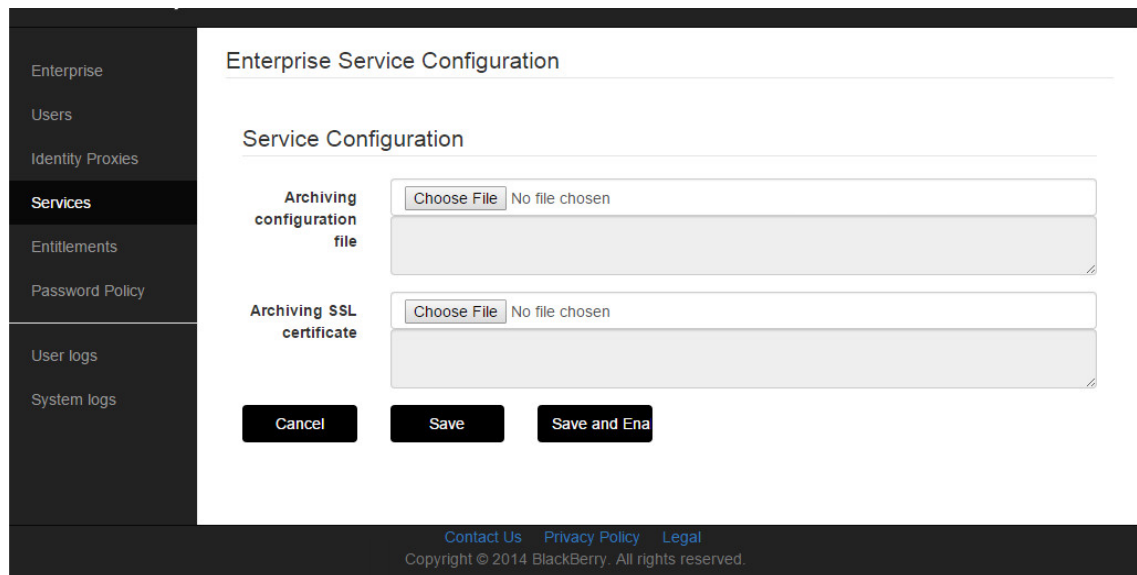 Enterprise
Users
Identity Proxies
Services
Entitlements
Password Policy
User logs
System logs
Enterprise Service Configuration
Service Configuration
Archiving
configuration
file
Choose File No file chosen
Archiving SSL
certificate
Choose File No file chosen
Cancel
Save
Save and Ena
Contact Us Privacy Policy Legal
Copyright © 2014 BlackBerry. All rights reserved.